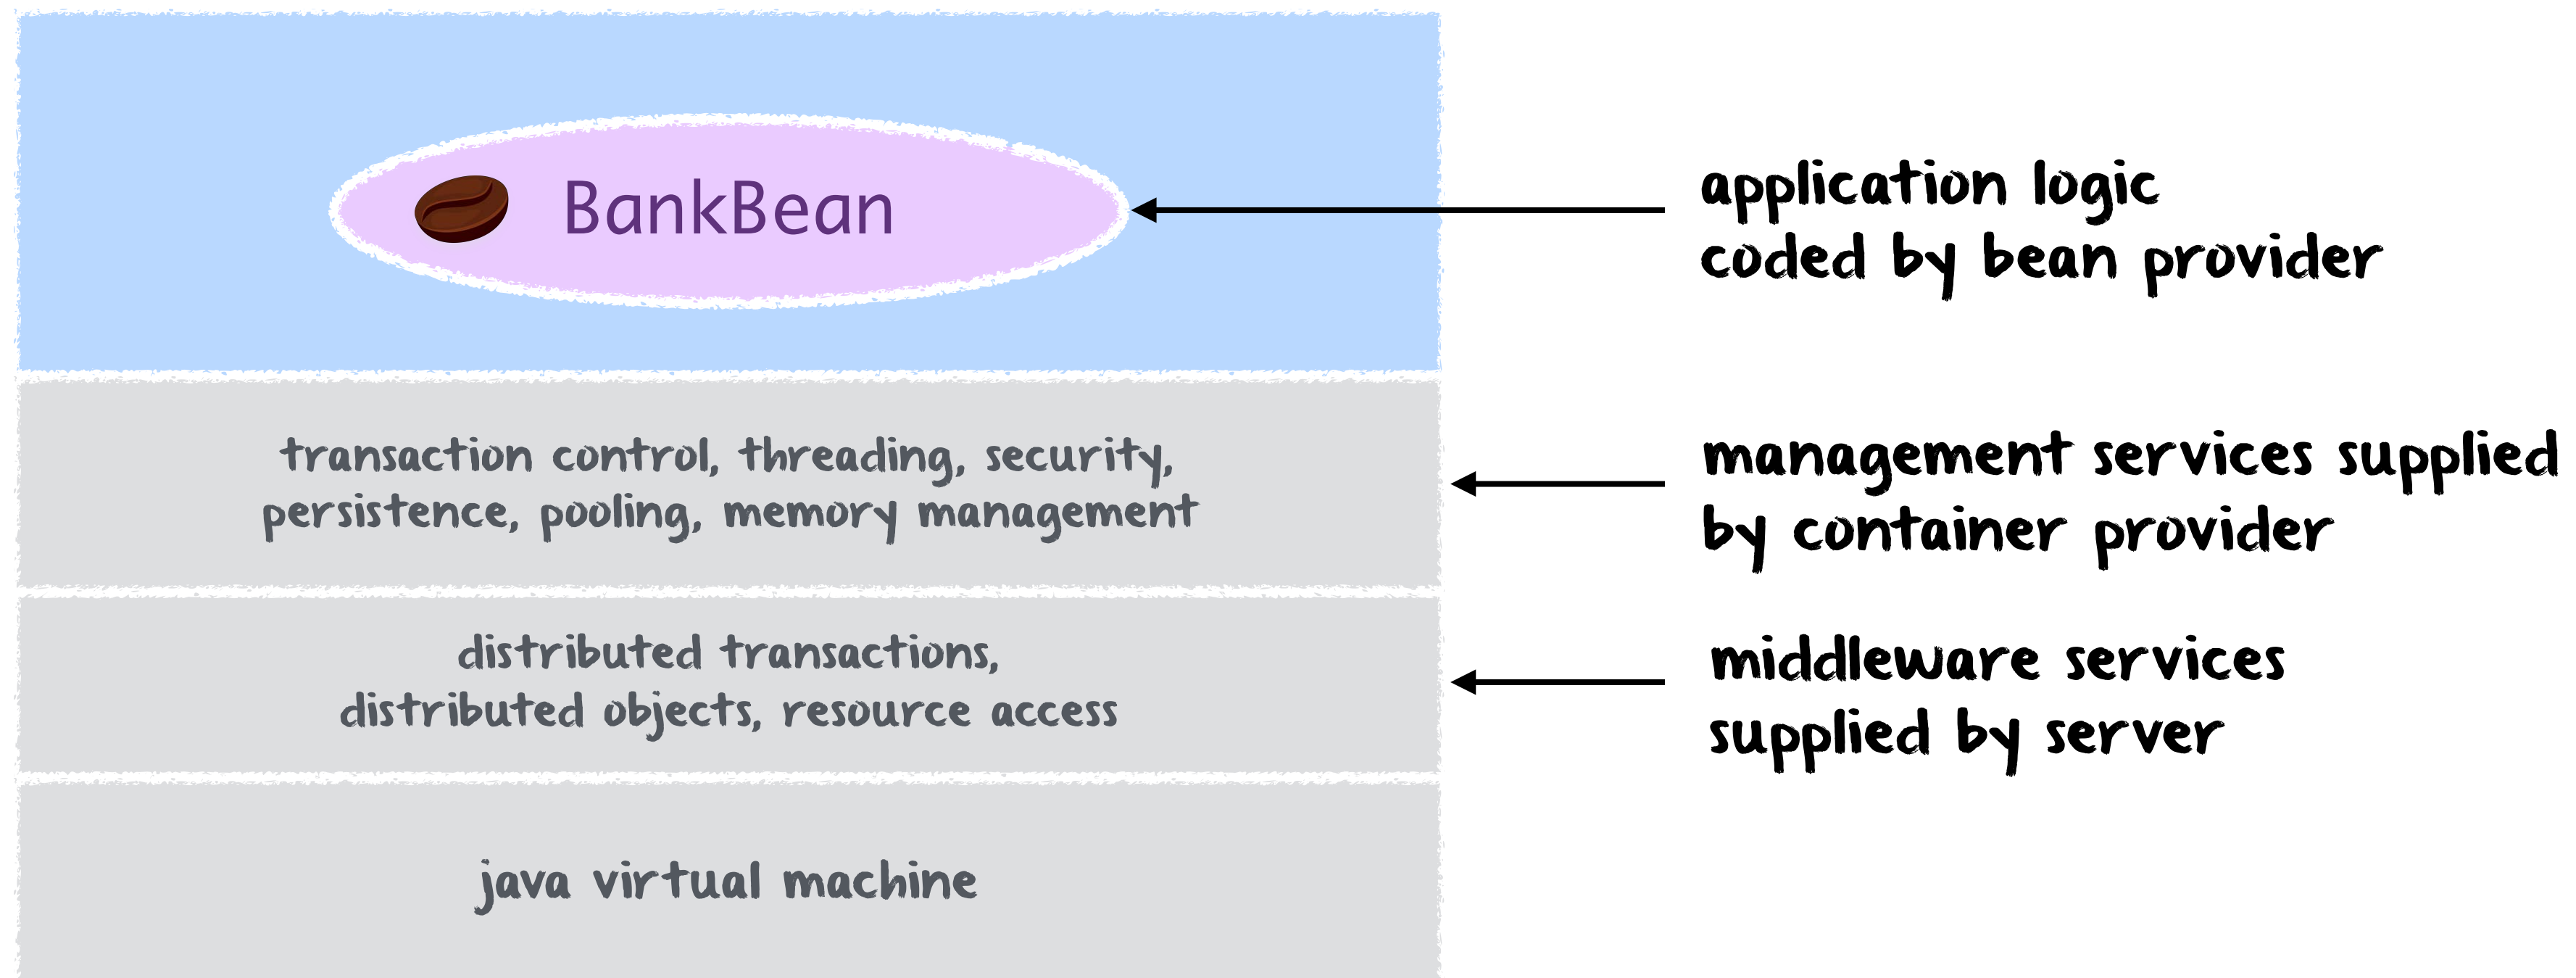 BankBean
application logic
coded by bean provider
transaction control, threading, security,
persistence, pooling, memory management
management services supplied
by container provider
distributed transactions,
distributed objects, resource access
middleware services
supplied by server
java virtual machine